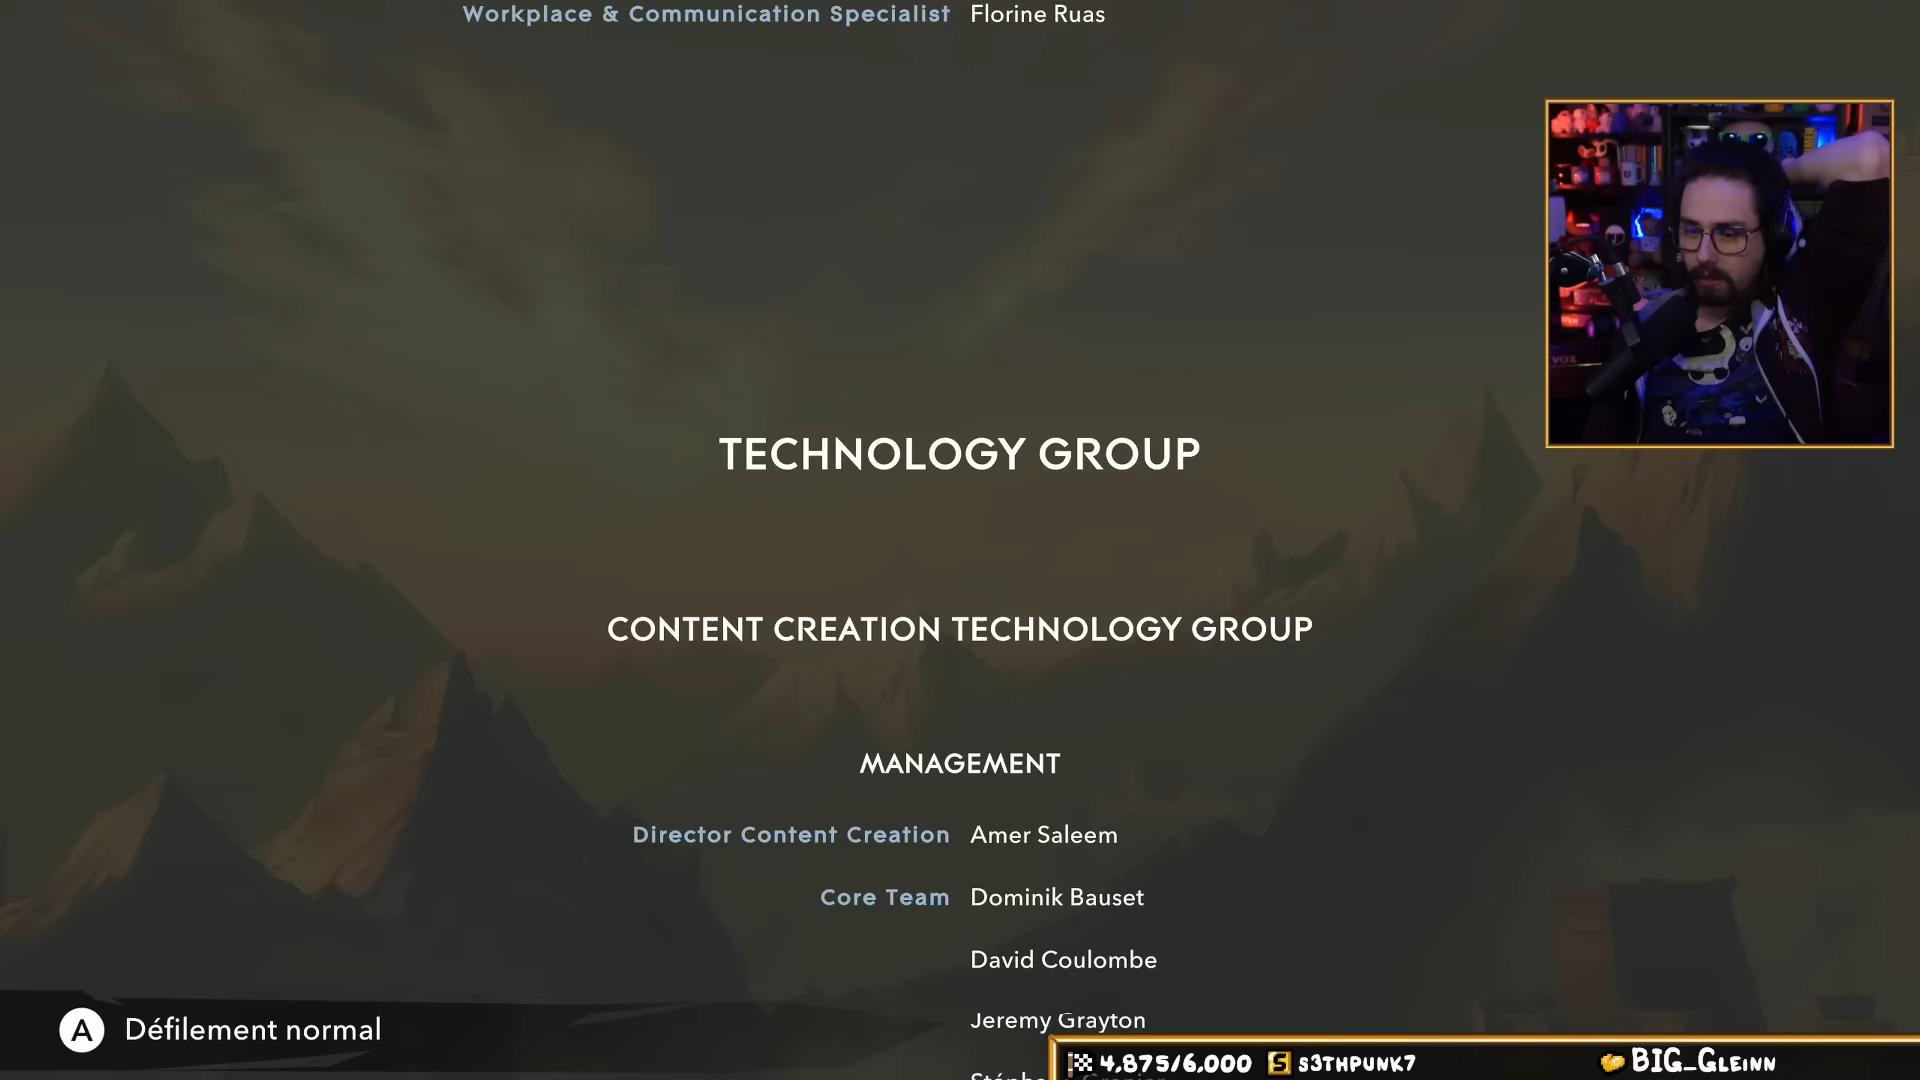 Workplace & Communication Specialist Florine Ruas
TECHNOLOGY GROUP
CONTENT CREATION TECHNOLOGY GROUP
MANAGEMENT
Director Content Creation Amer Saleem
Core Team Dominik Bauset
David Coulombe
Jeremy Grayton
A Défilement normal
4,875/6,000 S S3THPUNK7 BIG_GLEINN
VOX